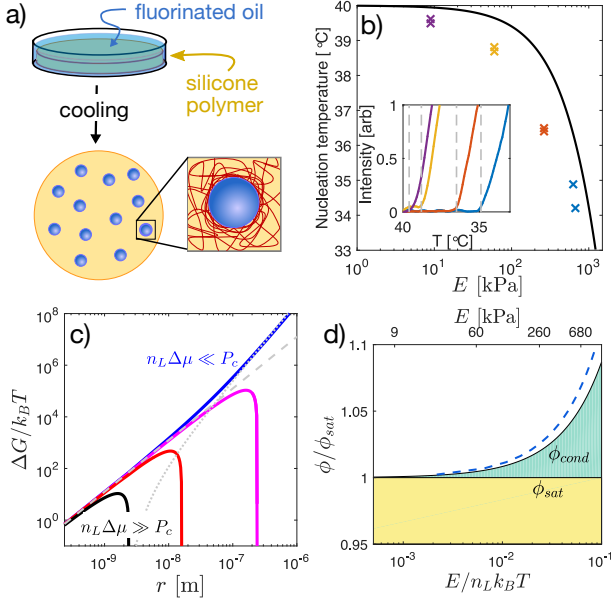 a)
fluorinated oil
silicone
polymer
cooling
b)
Nucleation temperature [ °C]
40
39
38
37
36
35
34
33
10^0
10^1
10^2
10^3
E [kPa]
Intensity [arb]
1
0.5
0
40
35
T [°C]
c)
ΔG/k_BT
10^8
10^6
10^4
10^2
10^0
n_LΔμ ≪ P_c
n_LΔμ ≫ P_c
10^-9
10^-8
10^-7
10^-6
r [m]
d)
E [kPa]
9
60
260
680
ϕ/ϕ_sat
1.1
1.05
1
0.95
ϕ_cond
ϕ_sat
10^-3
10^-2
10^-1
E/n_Lk_BT